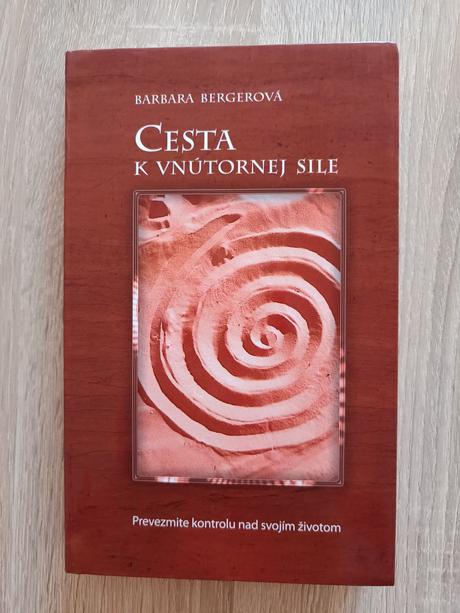 BARBARA BERGEROVÁ
CESTA
K VNÚTORNEJ SILE
Prevezmite kontrolu nad svojím životom